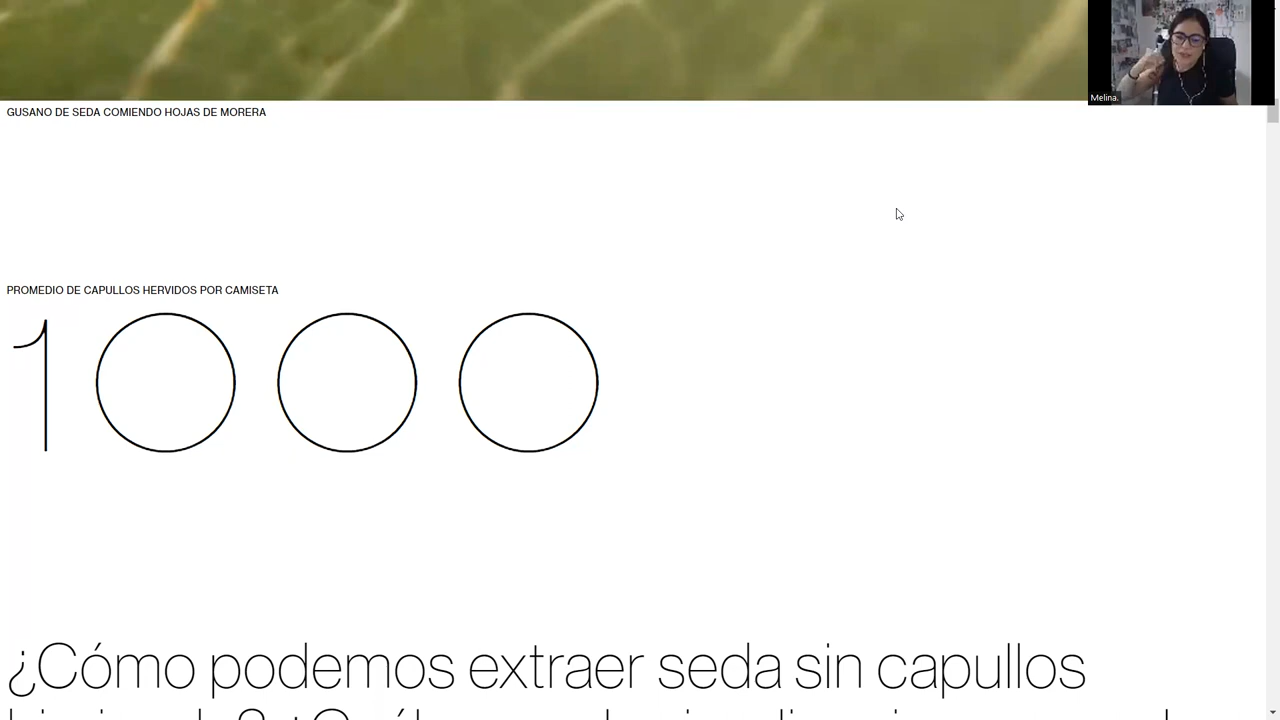 Melina.
GUSANO DE SEDA COMIENDO HOJAS DE MORERA
PROMEDIO DE CAPULLOS HERVIDOS POR CAMISETA
1000
¿Cómo podemos extraer seda sin capullos